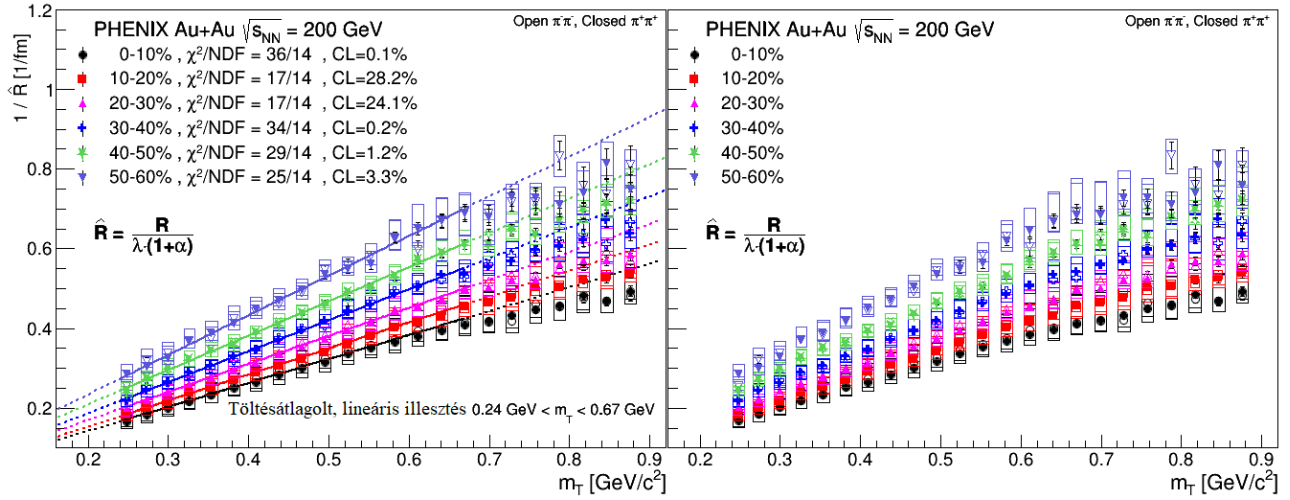 PHENIX Au+Au √sNN = 200 GeV
Open π⁻π⁻, Closed π⁺π⁺
0-10% , χ²/NDF = 36/14 , CL=0.1%
10-20% , χ²/NDF = 17/14 , CL=28.2%
20-30% , χ²/NDF = 17/14 , CL=24.1%
30-40% , χ²/NDF = 34/14 , CL=0.2%
40-50% , χ²/NDF = 29/14 , CL=1.2%
50-60% , χ²/NDF = 25/14 , CL=3.3%
R̂ = R / λ·(1+α)
Töltésátlagolt, lineáris illesztés 0.24 GeV < mT < 0.67 GeV
1 / R̂ [1/fm]
1.2
1
0.8
0.6
0.4
0.2
0.2 0.3 0.4 0.5 0.6 0.7 0.8 0.9
mT [GeV/c²]
PHENIX Au+Au √sNN = 200 GeV
Open π⁻π⁻, Closed π⁺π⁺
0-10%
10-20%
20-30%
30-40%
40-50%
50-60%
R̂ = R / λ·(1+α)
0.2 0.3 0.4 0.5 0.6 0.7 0.8 0.9
mT [GeV/c²]